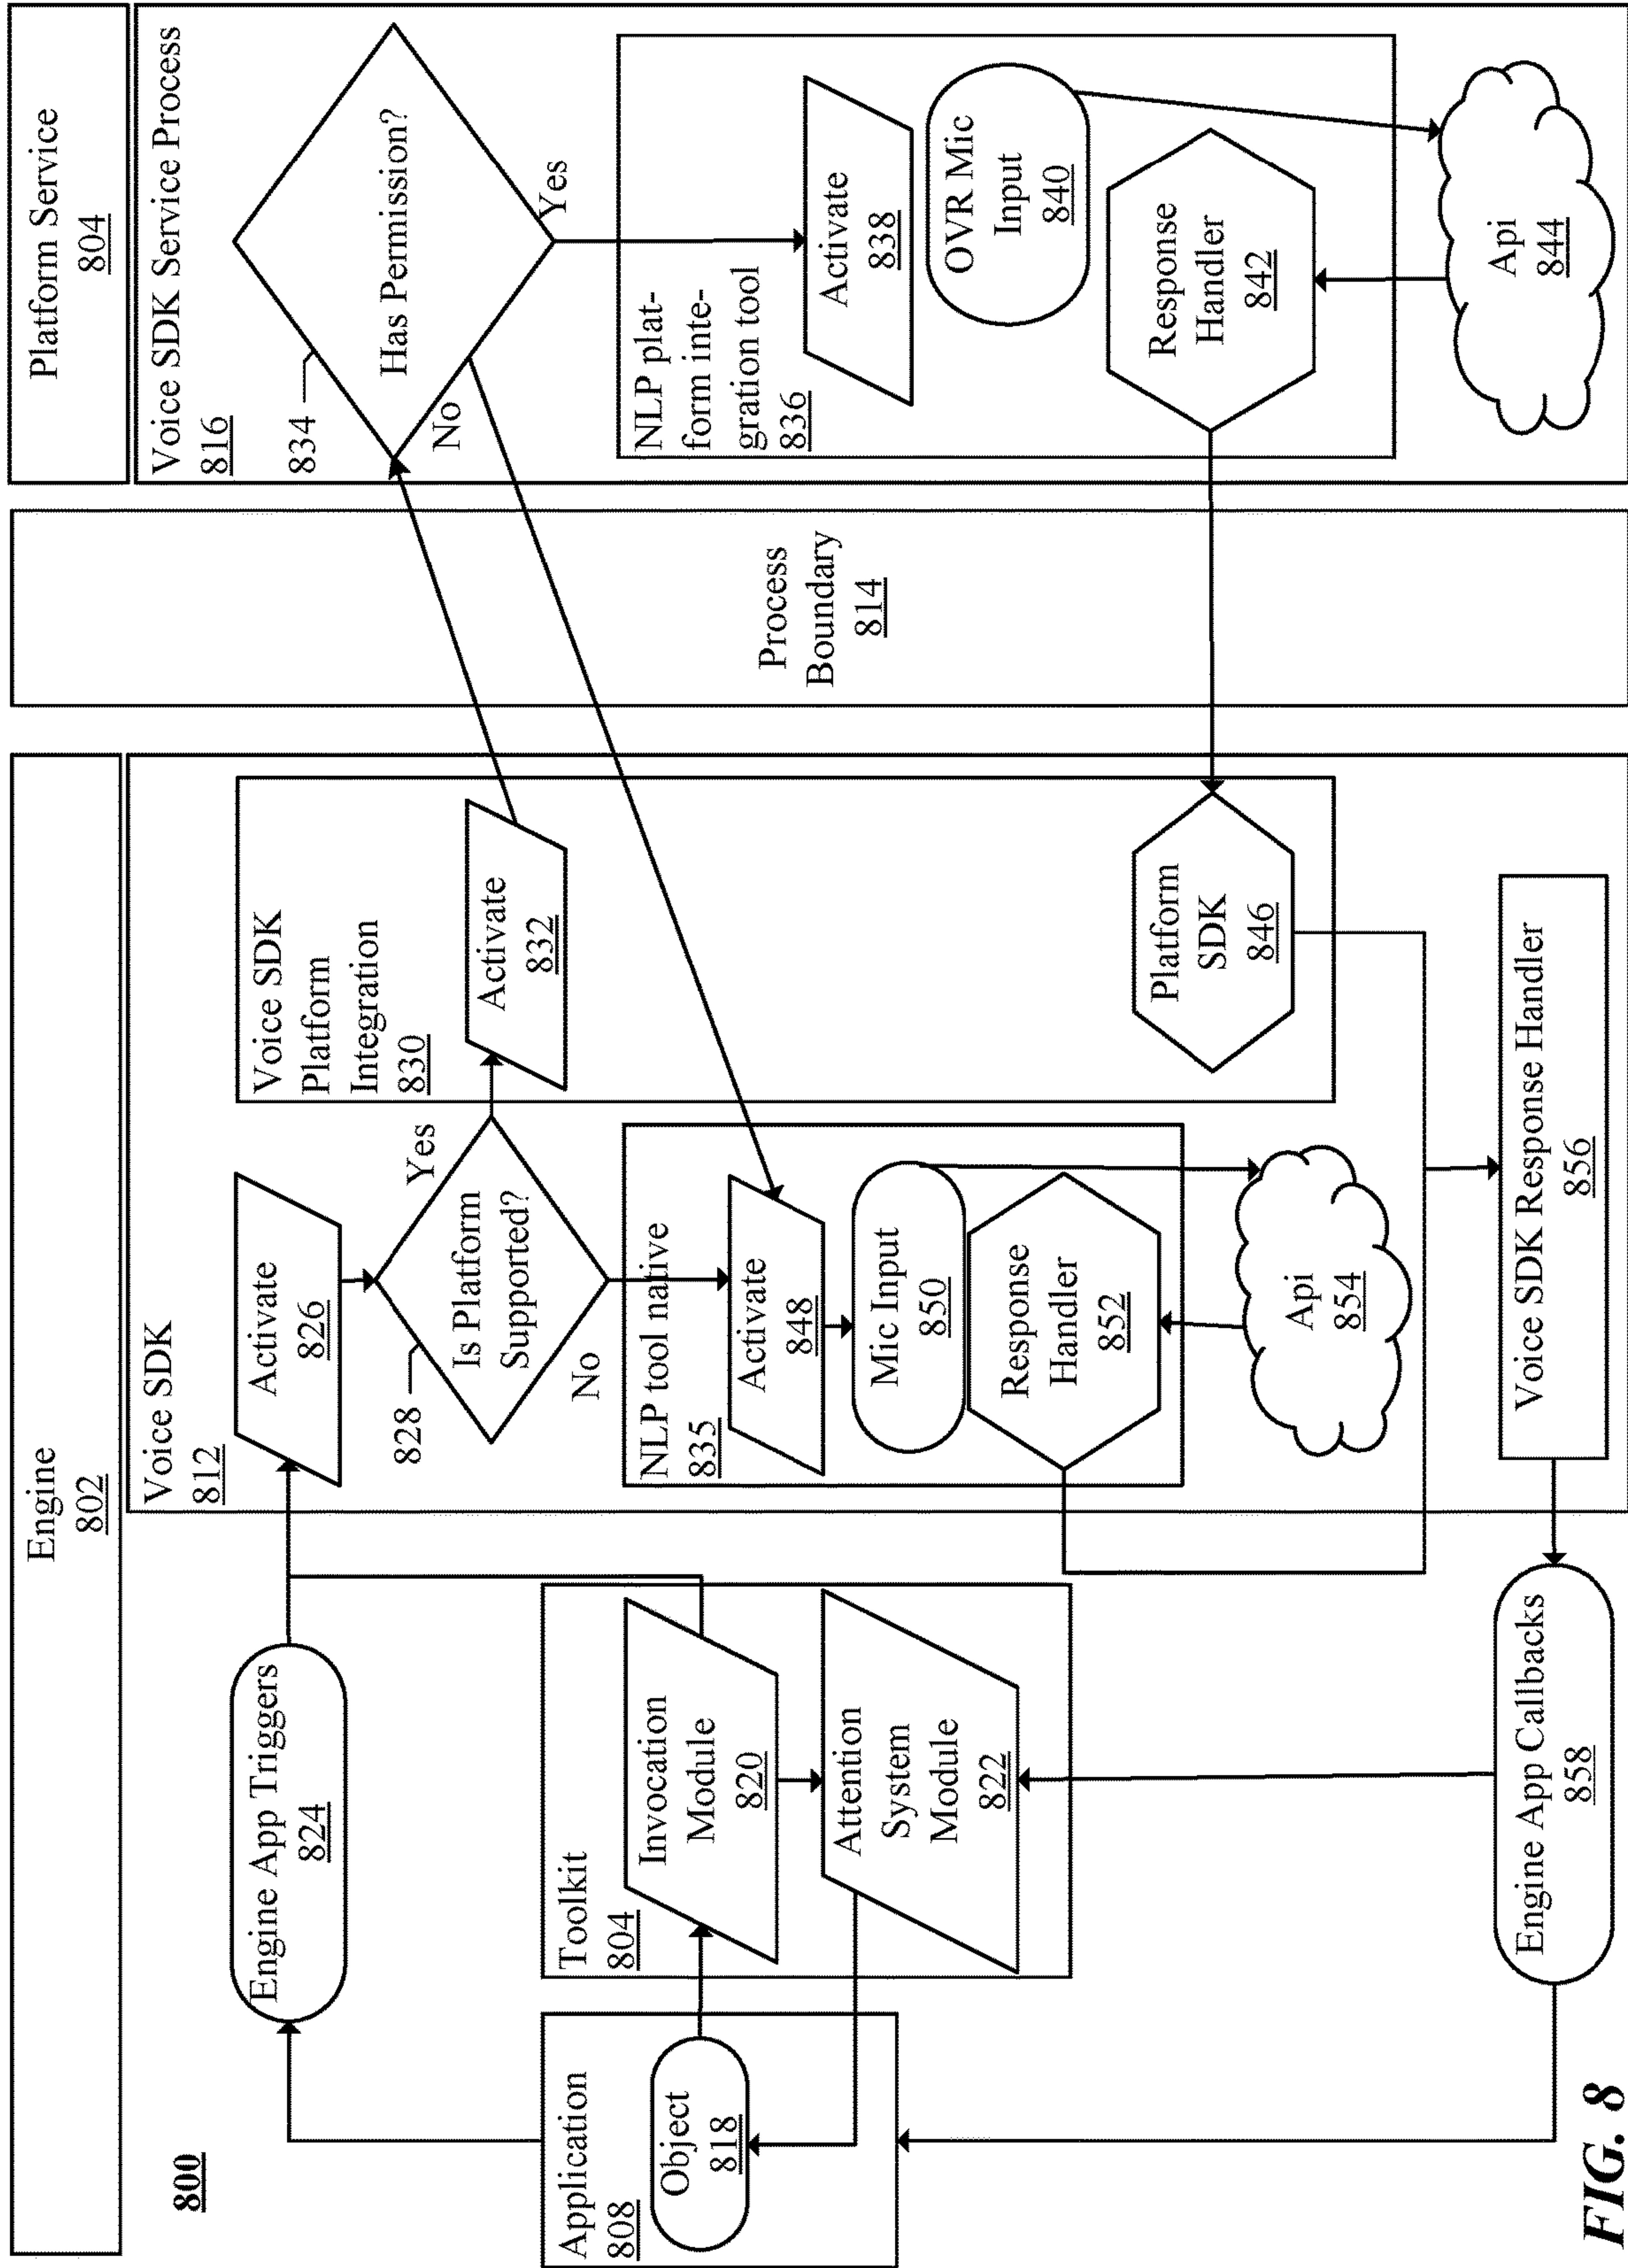 Engine
802
Platform Service
804
800
Engine App Triggers
824
Application
808
Object
818
Toolkit
804
Invocation
Module
820
Attention
System
Module
822
Engine App Callbacks
858
Voice SDK
812
Activate
826
828
Is Platform
Supported?
Yes
No
NLP tool native
835
Activate
848
Mic Input
850
Response
Handler
852
Api
854
Voice SDK
Platform
Integration
830
Activate
832
Platform
SDK
846
Voice SDK Response Handler
856
Process
Boundary
814
Voice SDK Service Process
816
834
Has Permission?
No
Yes
NLP plat-
form inte-
gration tool
836
Activate
838
OVR Mic
Input
840
Response
Handler
842
Api
844
FIG. 8